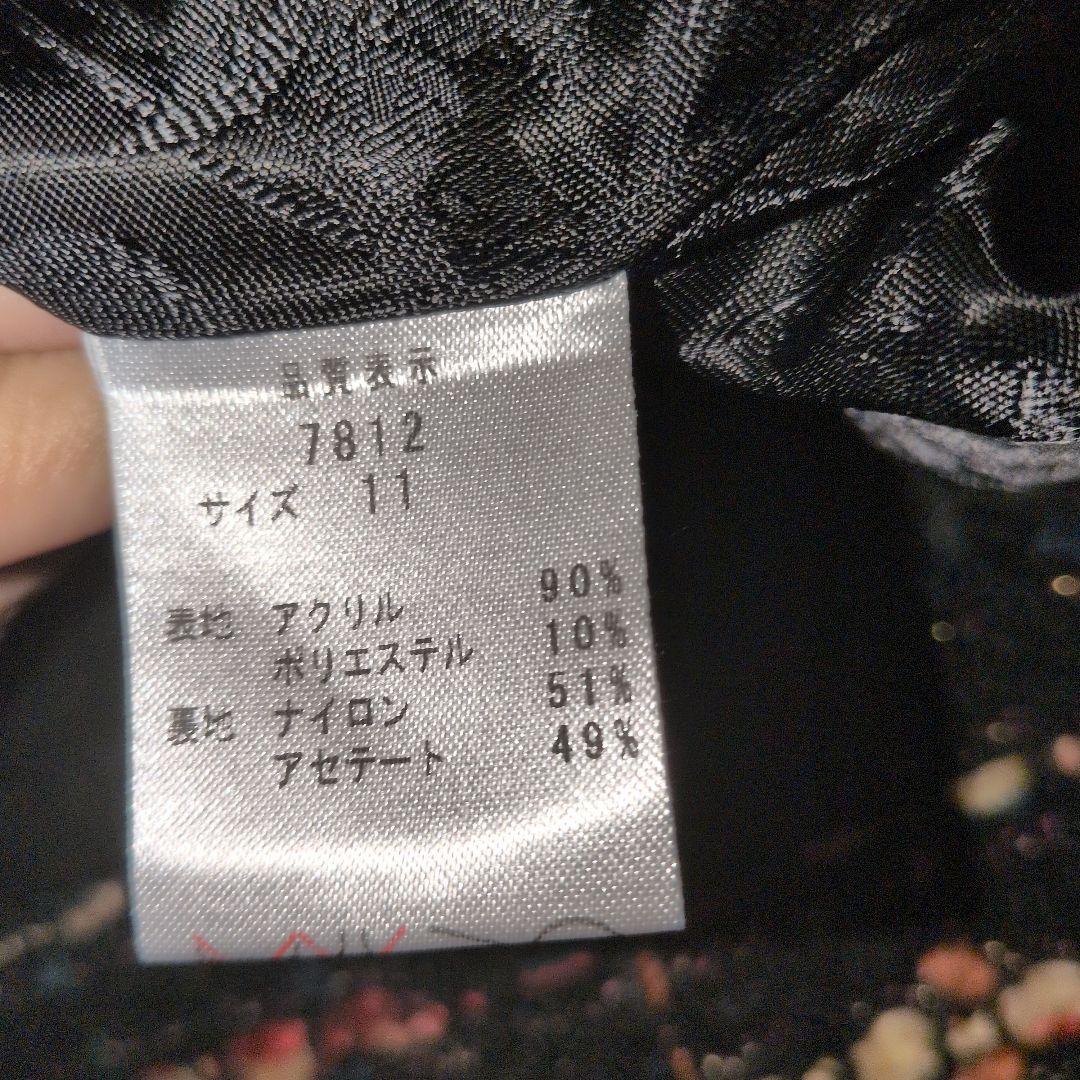 品質表示
7812
サイズ 11
表地 アクリル 90%
ポリエステル 10%
裏地 ナイロン 51%
アセテート 49%